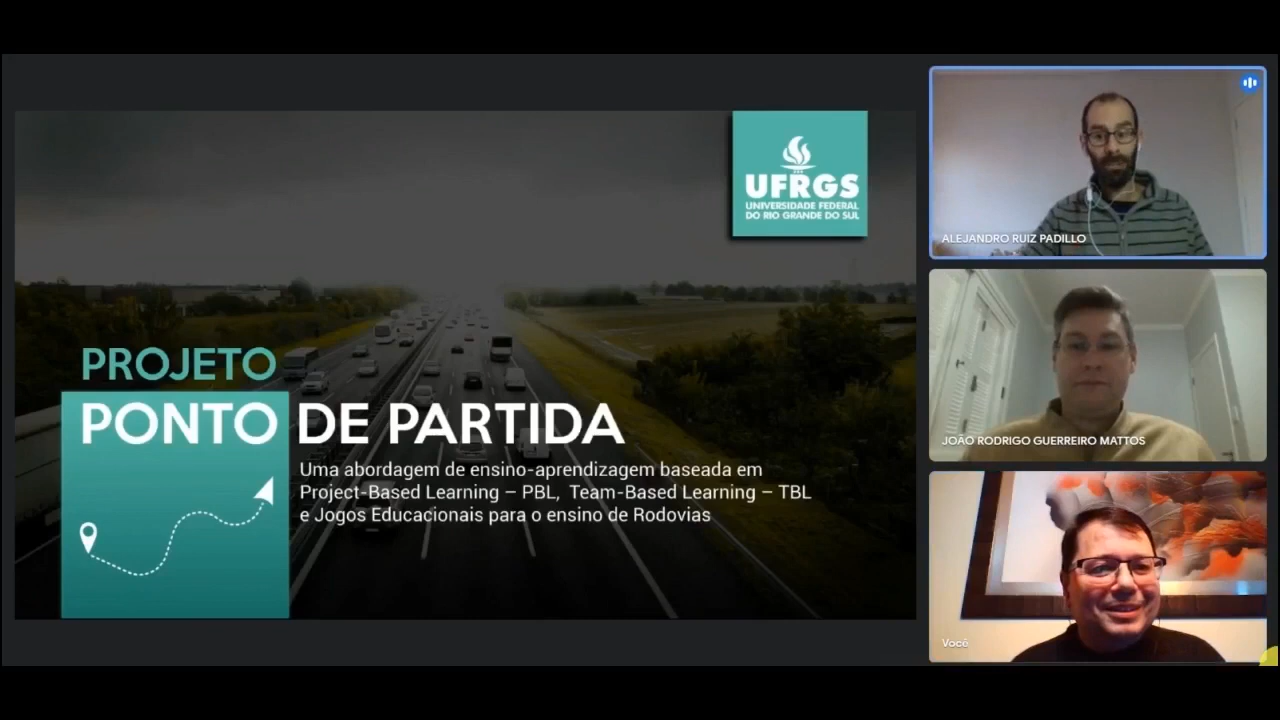 UFRGS
UNIVERSIDADE FEDERAL
DO RIO GRANDE DO SUL
PROJETO
PONTO DE PARTIDA
Uma abordagem de ensino-aprendizagem baseada em
Project-Based Learning – PBL, Team-Based Learning – TBL
e Jogos Educacionais para o ensino de Rodovias
ALEJANDRO RUIZ PADILLO
JOÃO RODRIGO GUERREIRO MATTOS
Você